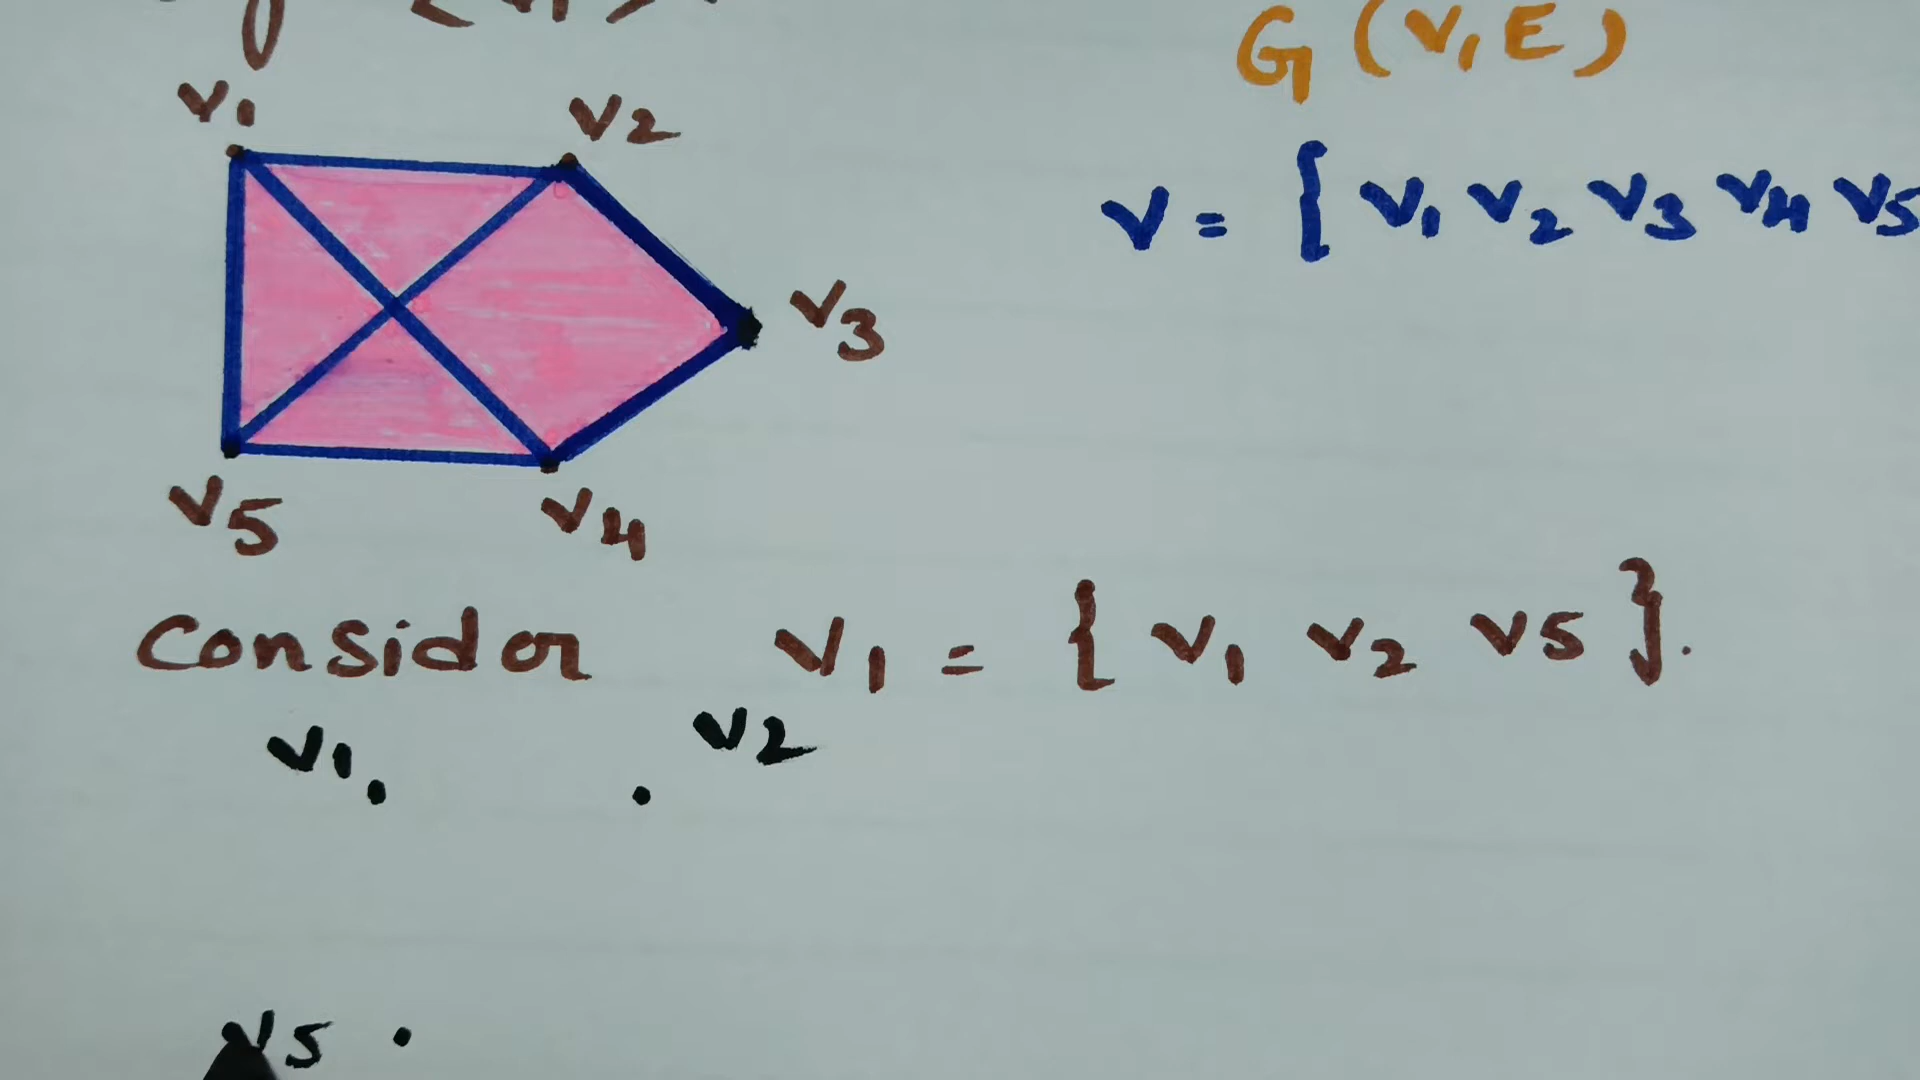 G (V, E)
v1
v2
V = { v1 v2 v3 v4 v5
v3
v5
v4
Consider V1 = { v1 v2 v5 }.
v1
v2
v5